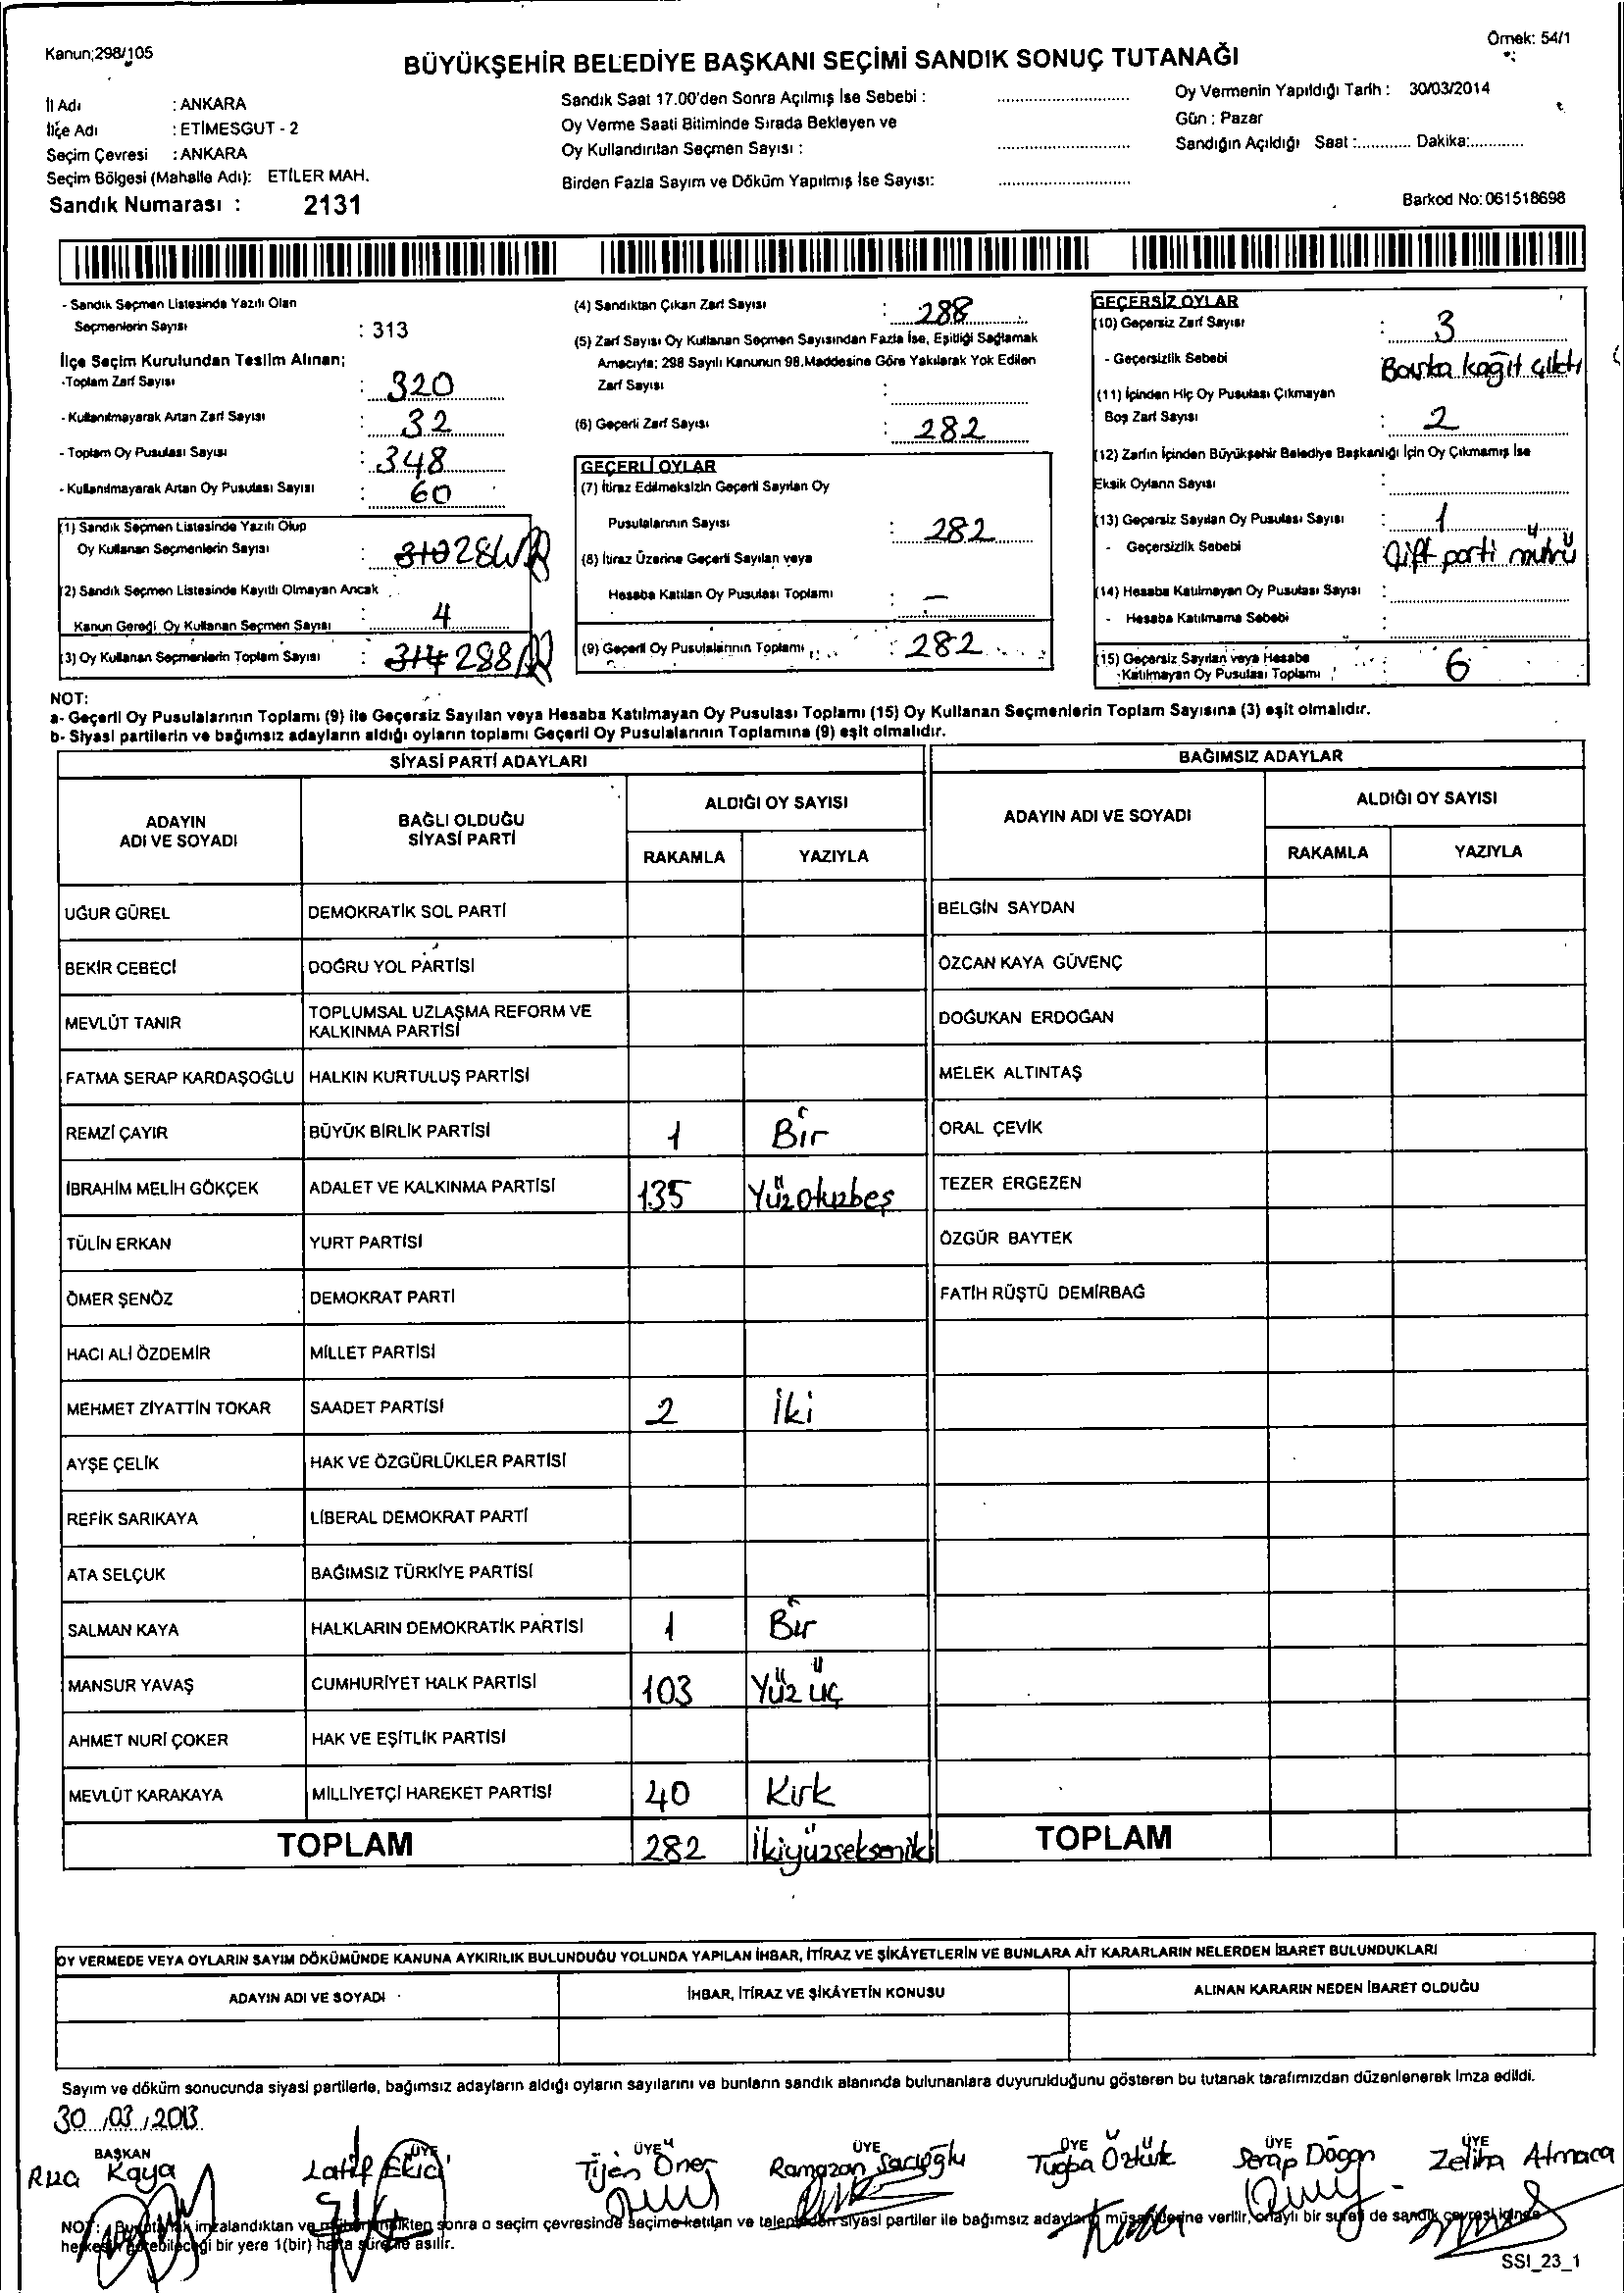 Kanun;298/105
Örnek: 54/1
BÜYÜKŞEHİR BELEDİYE BAŞKANI SEÇİMİ SANDIK SONUÇ TUTANAĞI
İl Adı : ANKARA
İlçe Adı : ETİMESGUT - 2
Seçim Çevresi : ANKARA
Seçim Bölgesi (Mahalle Adı): ETİLER MAH.
Sandık Numarası : 2131
Sandık Saat 17.00'den Sonra Açılmış İse Sebebi :
Oy Verme Saati Bitiminde Sırada Bekleyen ve
Oy Kullandırılan Seçmen Sayısı :
Birden Fazla Sayım ve Döküm Yapılmış İse Sayısı:
Oy Vermenin Yapıldığı Tarih : 30/03/2014
Gün : Pazar
Sandığın Açıldığı Saat :............ Dakika:............
Barkod No: 061518698
- Sandık Seçmen Listesinde Yazılı Olan
Seçmenlerin Sayısı : 313
İlçe Seçim Kurulundan Teslim Alınan;
-Toplam Zarf Sayısı : 320
- Kullanılmayarak Artan Zarf Sayısı : 32
- Toplam Oy Pusulası Sayısı : 348
- Kullanılmayarak Artan Oy Pusulası Sayısı : 60
(1) Sandık Seçmen Listesinde Yazılı Olup
Oy Kullanan Seçmenlerin Sayısı : 310 284
(2) Sandık Seçmen Listesinde Kayıtlı Olmayan Ancak
Kanun Gereği Oy Kullanan Seçmen Sayısı : 4
(3) Oy Kullanan Seçmenlerin Toplam Sayısı : 314 288
(4) Sandıktan Çıkan Zarf Sayısı : 288
(5) Zarf Sayısı Oy Kullanan Seçmen Sayısından Fazla İse, Eşitliği Sağlamak
Amacıyla; 298 Sayılı Kanunun 98.Maddesine Göre Yakılarak Yok Edilen
Zarf Sayısı :
(6) Geçerli Zarf Sayısı : 282
GEÇERLİ OYLAR
(7) İtiraz Edilmeksizin Geçerli Sayılan Oy
Pusulalarının Sayısı : 282
(8) İtiraz Üzerine Geçerli Sayılan veya
Hesaba Katılan Oy Pusulası Toplamı : -
(9) Geçerli Oy Pusulalarının Toplamı : 282
GEÇERSİZ OYLAR
(10) Geçersiz Zarf Sayısı : 3
- Geçersizlik Sebebi Başka kağıt çıktı
(11) İçinden Hiç Oy Pusulası Çıkmayan
Boş Zarf Sayısı : 2
(12) Zarfın İçinden Büyükşehir Belediye Başkanlığı İçin Oy Çıkmamış İse
Eksik Oyların Sayısı :
(13) Geçersiz Sayılan Oy Pusulası Sayısı : 1
- Geçersizlik Sebebi Çift parti mührü
(14) Hesaba Katılmayan Oy Pusulası Sayısı :
- Hesaba Katılmama Sebebi :
(15) Geçersiz Sayılan veya Hesaba
Katılmayan Oy Pusulası Toplamı : 6
NOT:
a- Geçerli Oy Pusulalarının Toplamı (9) ile Geçersiz Sayılan veya Hesaba Katılmayan Oy Pusulası Toplamı (15) Oy Kullanan Seçmenlerin Toplam Sayısına (3) eşit olmalıdır.
b- Siyasi partilerin ve bağımsız adayların aldığı oyların toplamı Geçerli Oy Pusulalarının Toplamına (9) eşit olmalıdır.
SİYASİ PARTİ ADAYLARI
BAĞIMSIZ ADAYLAR
ADAYIN
ADI VE SOYADI
BAĞLI OLDUĞU
SİYASİ PARTİ
ALDIĞI OY SAYISI
RAKAMLA YAZIYLA
ADAYIN ADI VE SOYADI
ALDIĞI OY SAYISI
RAKAMLA YAZIYLA
UĞUR GÜREL DEMOKRATİK SOL PARTİ BELGİN SAYDAN
BEKİR CEBECİ DOĞRU YOL PARTİSİ ÖZCAN KAYA GÜVENÇ
MEVLÜT TANIR TOPLUMSAL UZLAŞMA REFORM VE
KALKINMA PARTİSİ DOĞUKAN ERDOĞAN
FATMA SERAP KARDAŞOĞLU HALKIN KURTULUŞ PARTİSİ MELEK ALTINTAŞ
REMZİ ÇAYIR BÜYÜK BİRLİK PARTİSİ 1 Bir ORAL ÇEVİK
İBRAHİM MELİH GÖKÇEK ADALET VE KALKINMA PARTİSİ 135 Yüzotuzbeş TEZER ERGEZEN
TÜLİN ERKAN YURT PARTİSİ ÖZGÜR BAYTEK
ÖMER ŞENÖZ DEMOKRAT PARTİ FATİH RÜŞTÜ DEMİRBAĞ
HACI ALİ ÖZDEMİR MİLLET PARTİSİ
MEHMET ZİYATTİN TOKAR SAADET PARTİSİ 2 İki
AYŞE ÇELİK HAK VE ÖZGÜRLÜKLER PARTİSİ
REFİK SARIKAYA LİBERAL DEMOKRAT PARTİ
ATA SELÇUK BAĞIMSIZ TÜRKİYE PARTİSİ
SALMAN KAYA HALKLARIN DEMOKRATİK PARTİSİ 1 Bir
MANSUR YAVAŞ CUMHURİYET HALK PARTİSİ 103 Yüz üç
AHMET NURİ ÇOKER HAK VE EŞİTLİK PARTİSİ
MEVLÜT KARAKAYA MİLLİYETÇİ HAREKET PARTİSİ 40 Kırk
TOPLAM 282 İkiyüzsekseniki TOPLAM
OY VERMEDE VEYA OYLARIN SAYIM DÖKÜMÜNDE KANUNA AYKIRILIK BULUNDUĞU YOLUNDA YAPILAN İHBAR, İTİRAZ VE ŞİKÂYETLERİN VE BUNLARA AİT KARARLARIN NELERDEN İBARET BULUNDUKLARI
ADAYIN ADI VE SOYADI İHBAR, İTİRAZ VE ŞİKÂYETİN KONUSU ALINAN KARARIN NEDEN İBARET OLDUĞU
Sayım ve döküm sonucunda siyasi partilerle, bağımsız adayların aldığı oyların sayılarını ve bunların sandık alanında bulunanlara duyurulduğunu gösteren bu tutanak tarafımızdan düzenlenerek imza edildi.
30 / 03 / 2013
BAŞKAN ÜYE ÜYE ÜYE ÜYE ÜYE ÜYE
Rıza Kaya Latif Ekici Tijen Öner Ramazan Tuğba Öztürk Serap Doğan Zeliha Atmaca
NOT: Bu tutanak imzalandıktan ve mühürlendikten sonra o seçim çevresinde seçime katılan ve talep eden siyasi partiler ile bağımsız adayların müşahitlerine verilir, onaylı bir sureti de sandık çevresi içinde
herkesin görebileceği bir yere 1(bir) hafta süre ile asılır.
SSI_23_1